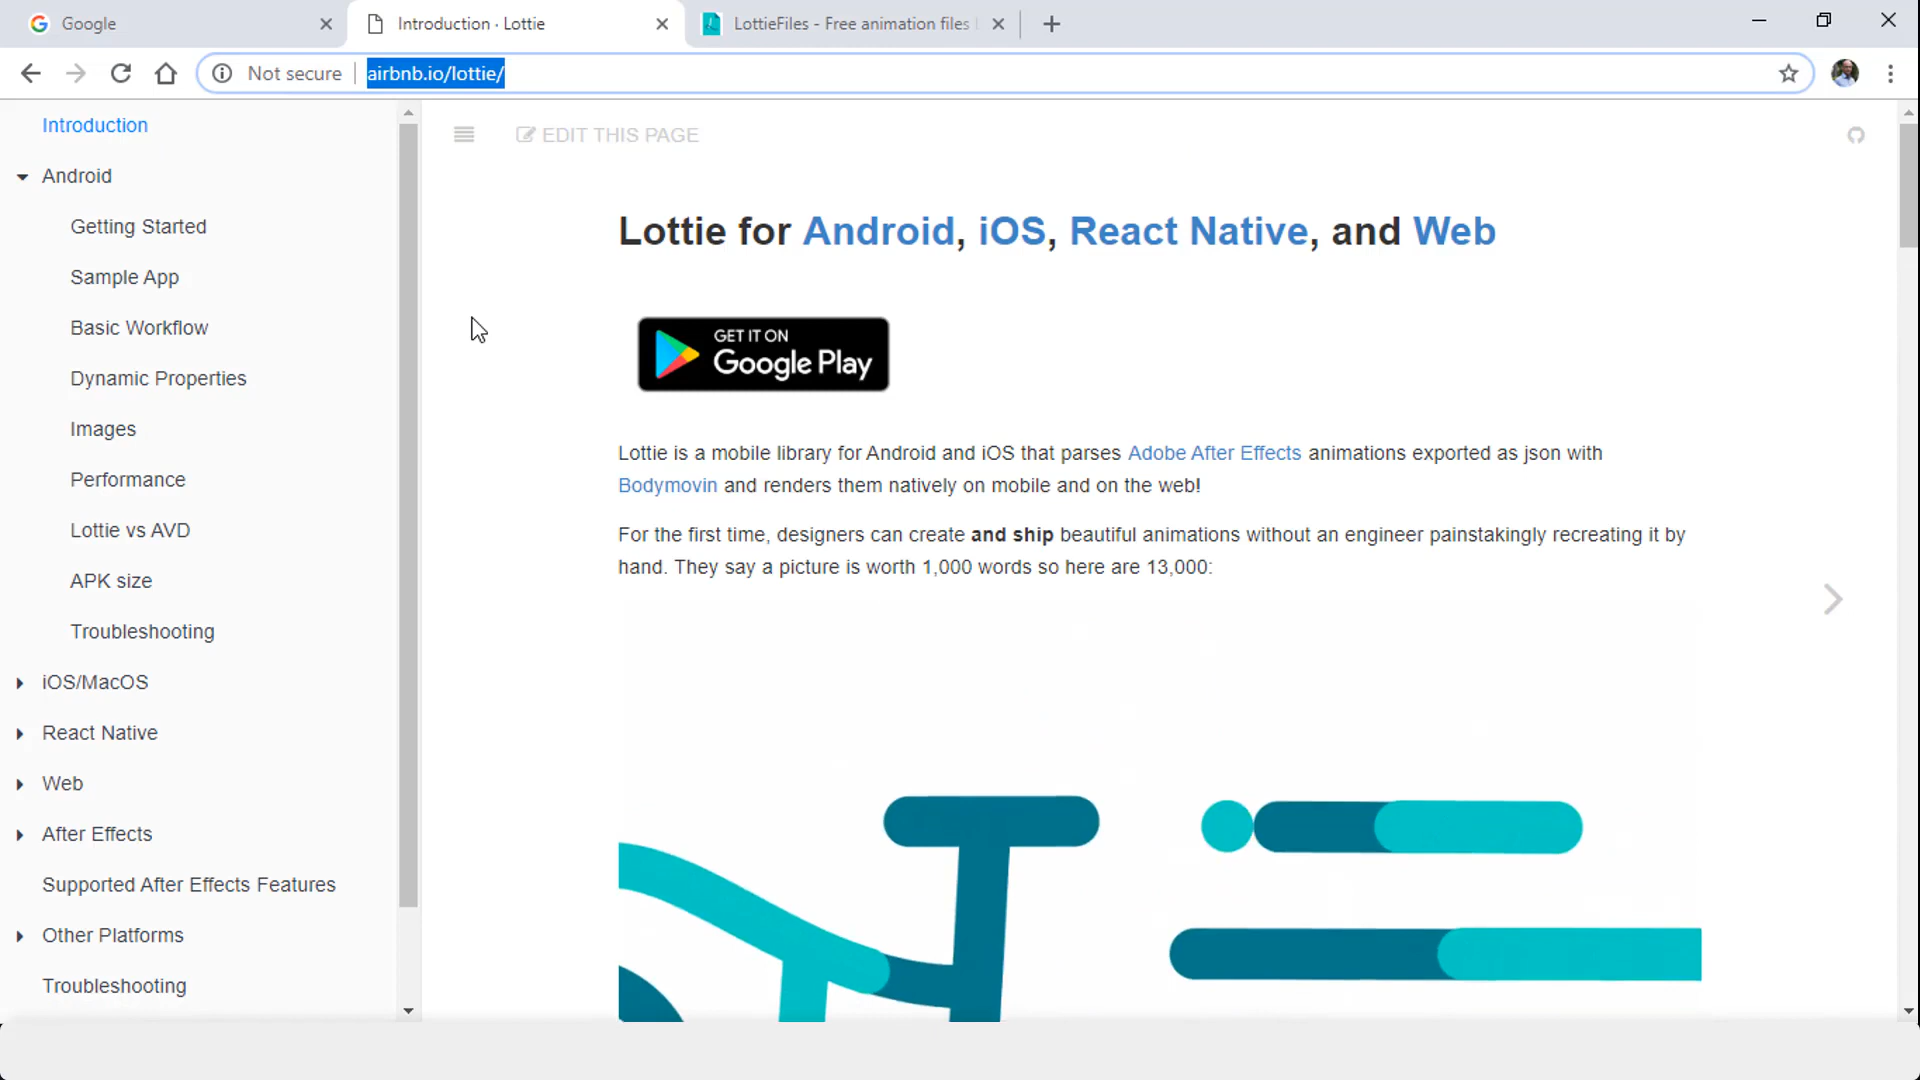 Google
Introduction · Lottie
LottieFiles - Free animation files
Not secure
airbnb.io/lottie/
Introduction
Android
Getting Started
Sample App
Basic Workflow
Dynamic Properties
Images
Performance
Lottie vs AVD
APK size
Troubleshooting
iOS/MacOS
React Native
Web
After Effects
Supported After Effects Features
Other Platforms
Troubleshooting
EDIT THIS PAGE
Lottie for Android, iOS, React Native, and Web
GET IT ON
Google Play
Lottie is a mobile library for Android and iOS that parses Adobe After Effects animations exported as json with
Bodymovin and renders them natively on mobile and on the web!
For the first time, designers can create and ship beautiful animations without an engineer painstakingly recreating it by
hand. They say a picture is worth 1,000 words so here are 13,000: